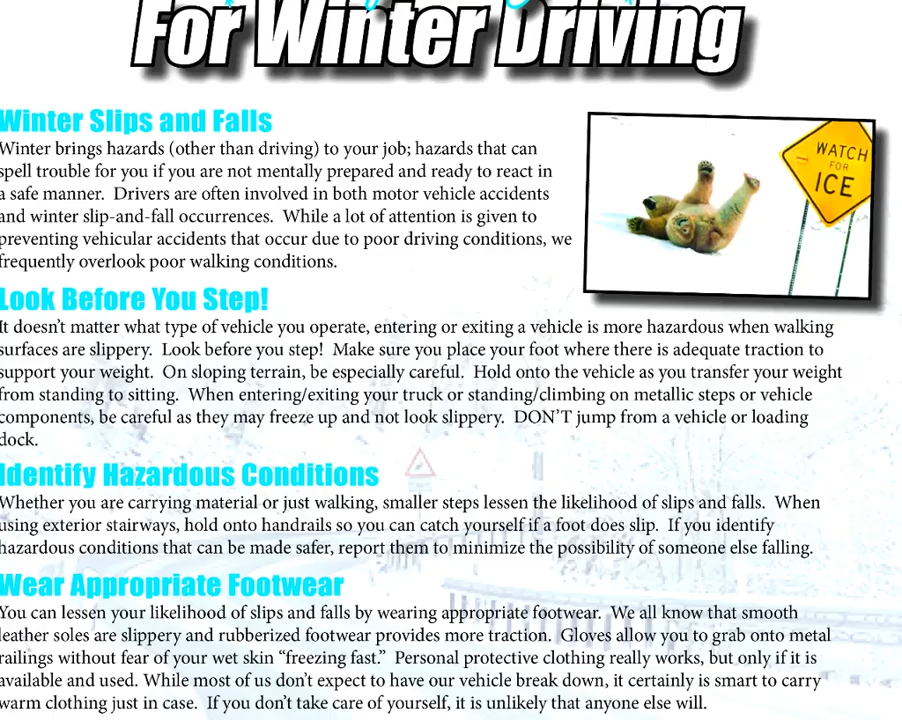 For Winter Driving
Winter Slips and Falls
Winter brings hazards (other than driving) to your job; hazards that can
spell trouble for you if you are not mentally prepared and ready to react in
a safe manner.  Drivers are often involved in both motor vehicle accidents
and winter slip-and-fall occurrences.  While a lot of attention is given to
preventing vehicular accidents that occur due to poor driving conditions, we
frequently overlook poor walking conditions.
WATCH
FOR
ICE
Look Before You Step!
It doesn't matter what type of vehicle you operate, entering or exiting a vehicle is more hazardous when walking
surfaces are slippery.  Look before you step!  Make sure you place your foot where there is adequate traction to
support your weight.  On sloping terrain, be especially careful.  Hold onto the vehicle as you transfer your weight
from standing to sitting.  When entering/exiting your truck or standing/climbing on metallic steps or vehicle
components, be careful as they may freeze up and not look slippery.  DON'T jump from a vehicle or loading
dock.
Identify Hazardous Conditions
Whether you are carrying material or just walking, smaller steps lessen the likelihood of slips and falls.  When
using exterior stairways, hold onto handrails so you can catch yourself if a foot does slip.  If you identify
hazardous conditions that can be made safer, report them to minimize the possibility of someone else falling.
Wear Appropriate Footwear
You can lessen your likelihood of slips and falls by wearing appropriate footwear.  We all know that smooth
leather soles are slippery and rubberized footwear provides more traction.  Gloves allow you to grab onto metal
railings without fear of your wet skin "freezing fast."  Personal protective clothing really works, but only if it is
available and used.  While most of us don't expect to have our vehicle break down, it certainly is smart to carry
warm clothing just in case.  If you don't take care of yourself, it is unlikely that anyone else will.